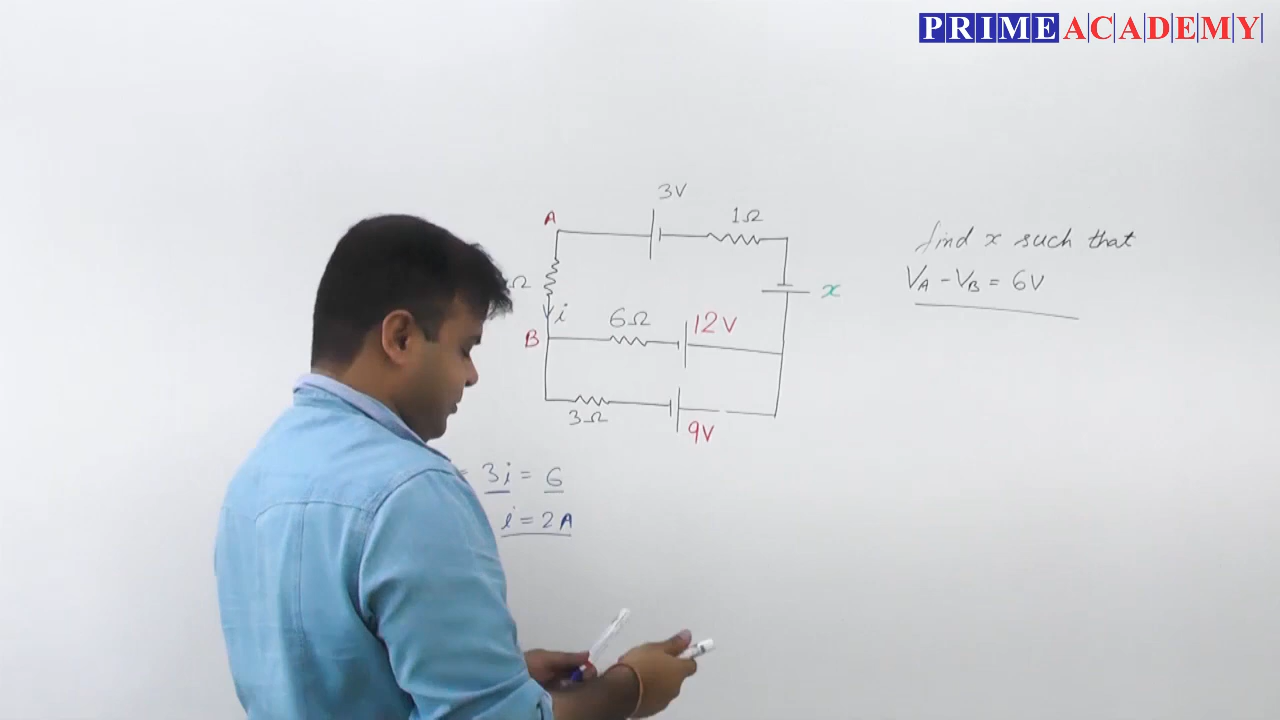 PRIME ACADEMY
3V
A
1Ω
Ω
find x such that
x
VA - VB = 6V
i
6Ω
12V
B
3Ω
9V
= 3i = 6
i = 2A